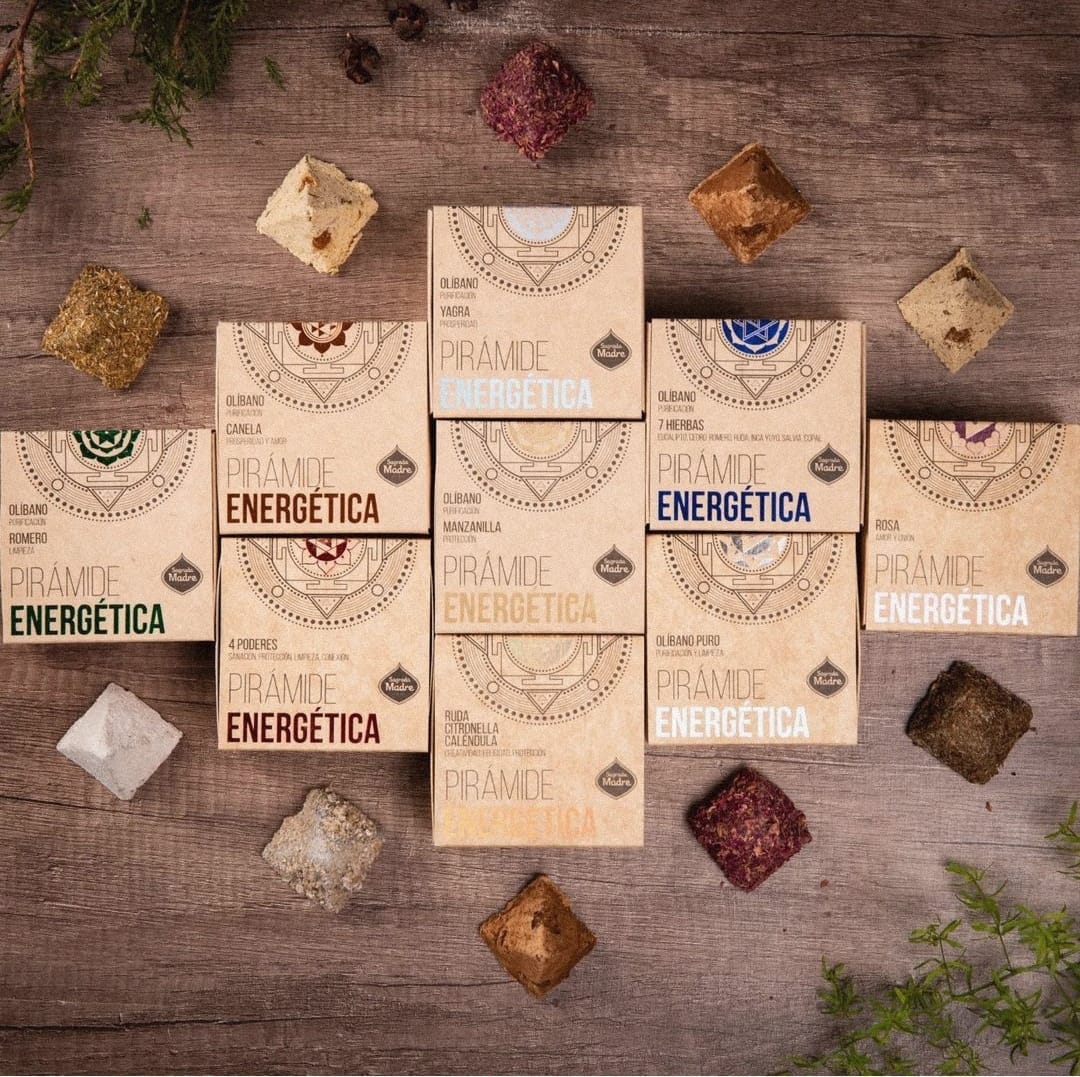 OLÍBANO
PURIFICACIÓN
YAGRA
PROSPERIDAD
PIRÁMIDE
ENERGÉTICA
Sagrada
Madre
OLÍBANO
PURIFICACIÓN
CANELA
PROSPERIDAD Y AMOR
PIRÁMIDE
ENERGÉTICA
Sagrada
Madre
OLÍBANO
PURIFICACIÓN
7 HIERBAS
EUCALIPTO, CEDRO, ROMERO, RUDA, INCA YUYO, SALVIA, COPAL
PIRÁMIDE
ENERGÉTICA
Sagrada
Madre
OLÍBANO
PURIFICACIÓN
ROMERO
LIMPIEZA
PIRÁMIDE
ENERGÉTICA
Sagrada
Madre
OLÍBANO
PURIFICACIÓN
MANZANILLA
PROTECCIÓN
PIRÁMIDE
ENERGÉTICA
Sagrada
Madre
ROSA
AMOR Y UNIÓN
PIRÁMIDE
ENERGÉTICA
Sagrada
Madre
4 PODERES
SANACIÓN, PROTECCIÓN, LIMPIEZA, CONEXIÓN
PIRÁMIDE
ENERGÉTICA
Sagrada
Madre
OLÍBANO PURO
PURIFICACIÓN Y LIMPIEZA
PIRÁMIDE
ENERGÉTICA
Sagrada
Madre
RUDA
CITRONELLA
CALÉNDULA
CREATIVIDAD, FELICIDAD, PROTECCIÓN
PIRÁMIDE
ENERGÉTICA
Sagrada
Madre